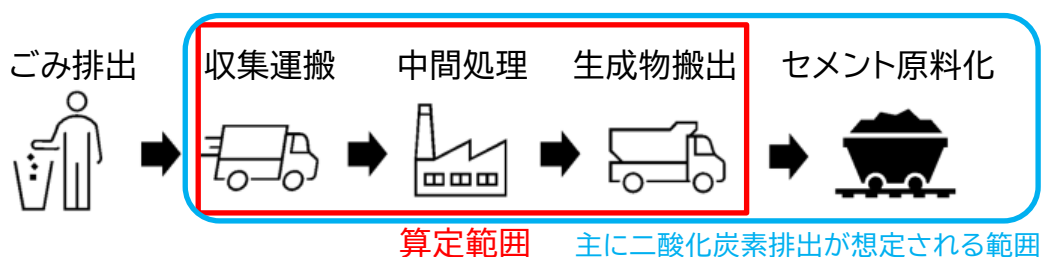 ごみ排出
収集運搬
中間処理
生成物搬出
セメント原料化
算定範囲
主に二酸化炭素排出が想定される範囲